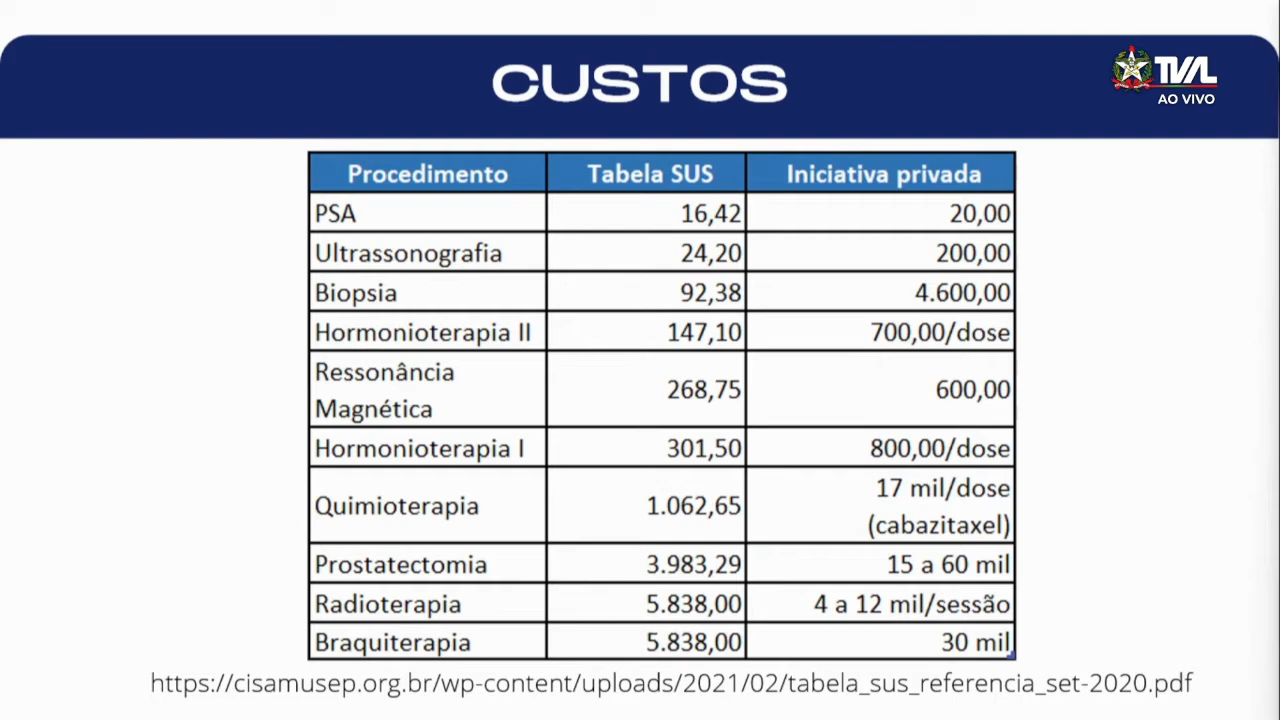 CUSTOS
TVAL
AO VIVO
Procedimento Tabela SUS Iniciativa privada
PSA 16,42 20,00
Ultrassonografia 24,20 200,00
Biopsia 92,38 4.600,00
Hormonioterapia II 147,10 700,00/dose
Ressonância
Magnética 268,75 600,00
Hormonioterapia I 301,50 800,00/dose
Quimioterapia 1.062,65 17 mil/dose
(cabazitaxel)
Prostatectomia 3.983,29 15 a 60 mil
Radioterapia 5.838,00 4 a 12 mil/sessão
Braquiterapia 5.838,00 30 mil
https://cisamusep.org.br/wp-content/uploads/2021/02/tabela_sus_referencia_set-2020.pdf